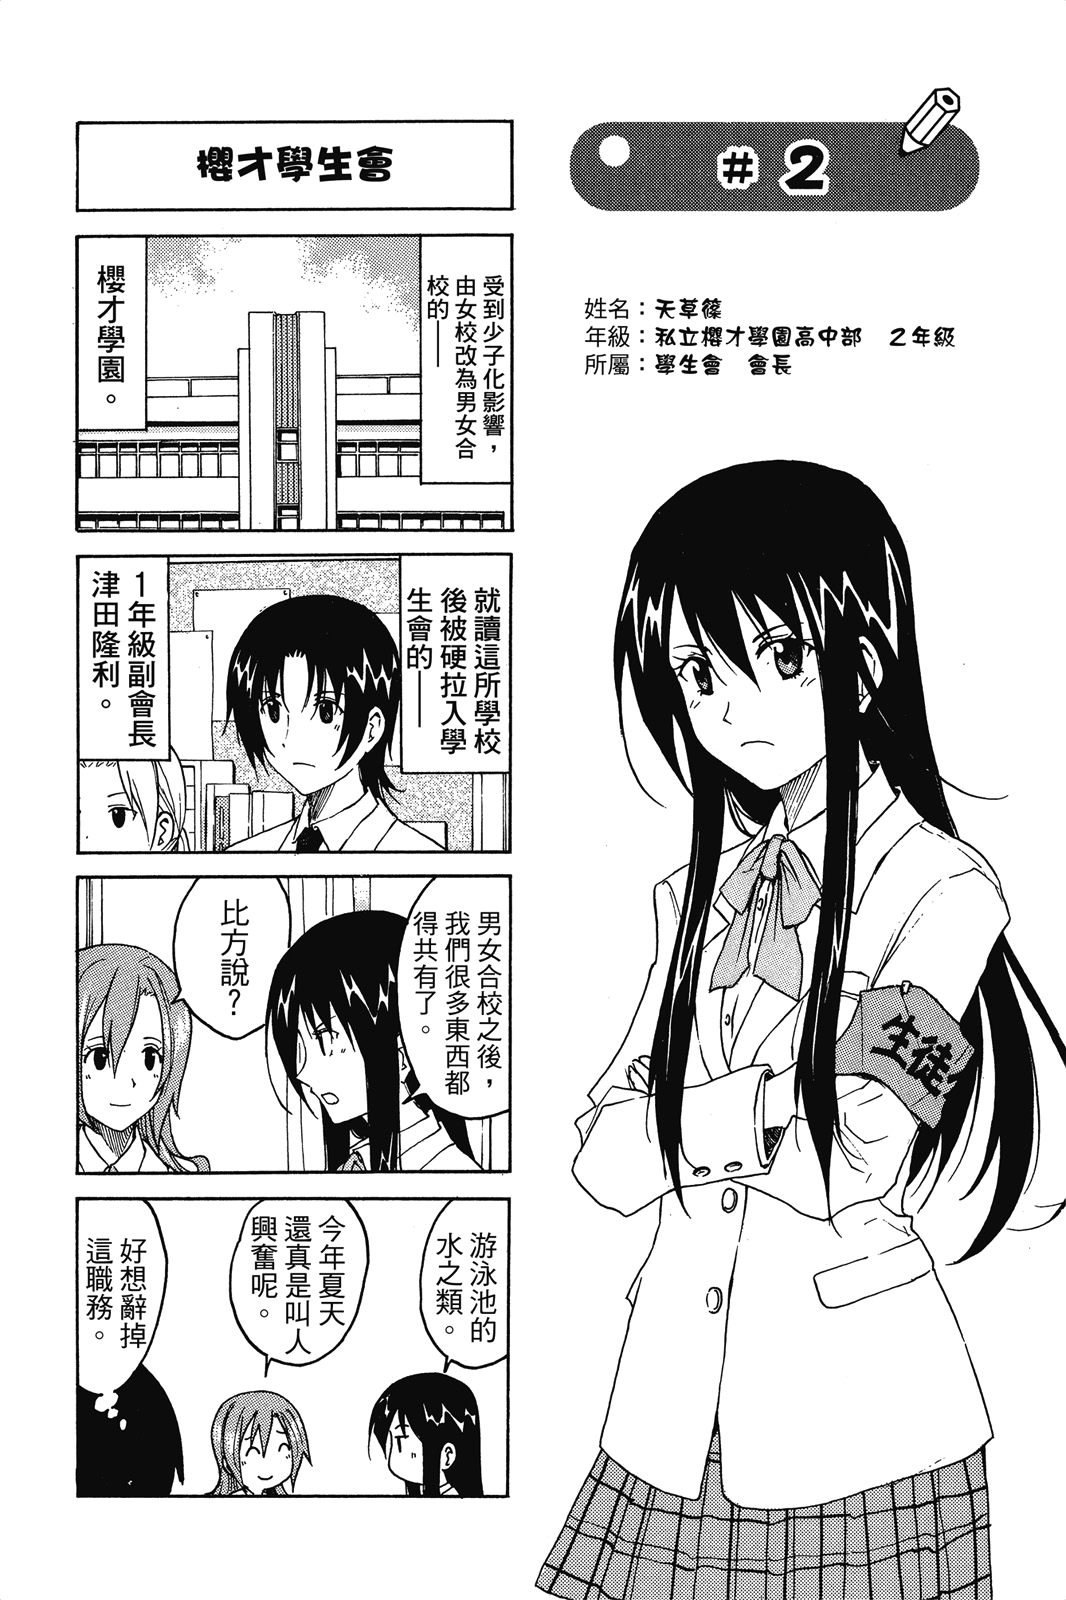 #2
姓名：天草篠
年級：私立櫻才學園高中部　2年級
所屬：學生會　會長
櫻才學生會
受到少子化影響，
由女校改為男女合
校的——
櫻才學園。
就讀這所學校
後被硬拉入學
生會的——
1年級副會長
津田隆利。
男女合校之後，
我們很多東西都
得共有了。
比方說？
游泳池的
水之類。
今年夏天
還真是叫人
興奮呢。
好想辭掉
這職務。
生徒